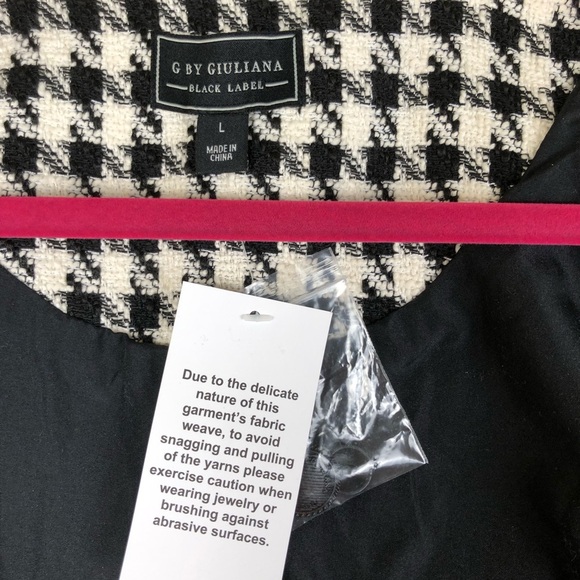 G BY GIULIANA
BLACK LABEL
L
MADE IN
CHINA
Due to the delicate
nature of this
garment's fabric
weave, to avoid
snagging and pulling
of the yarns please
exercise caution when
wearing jewelry or
brushing against
abrasive surfaces.